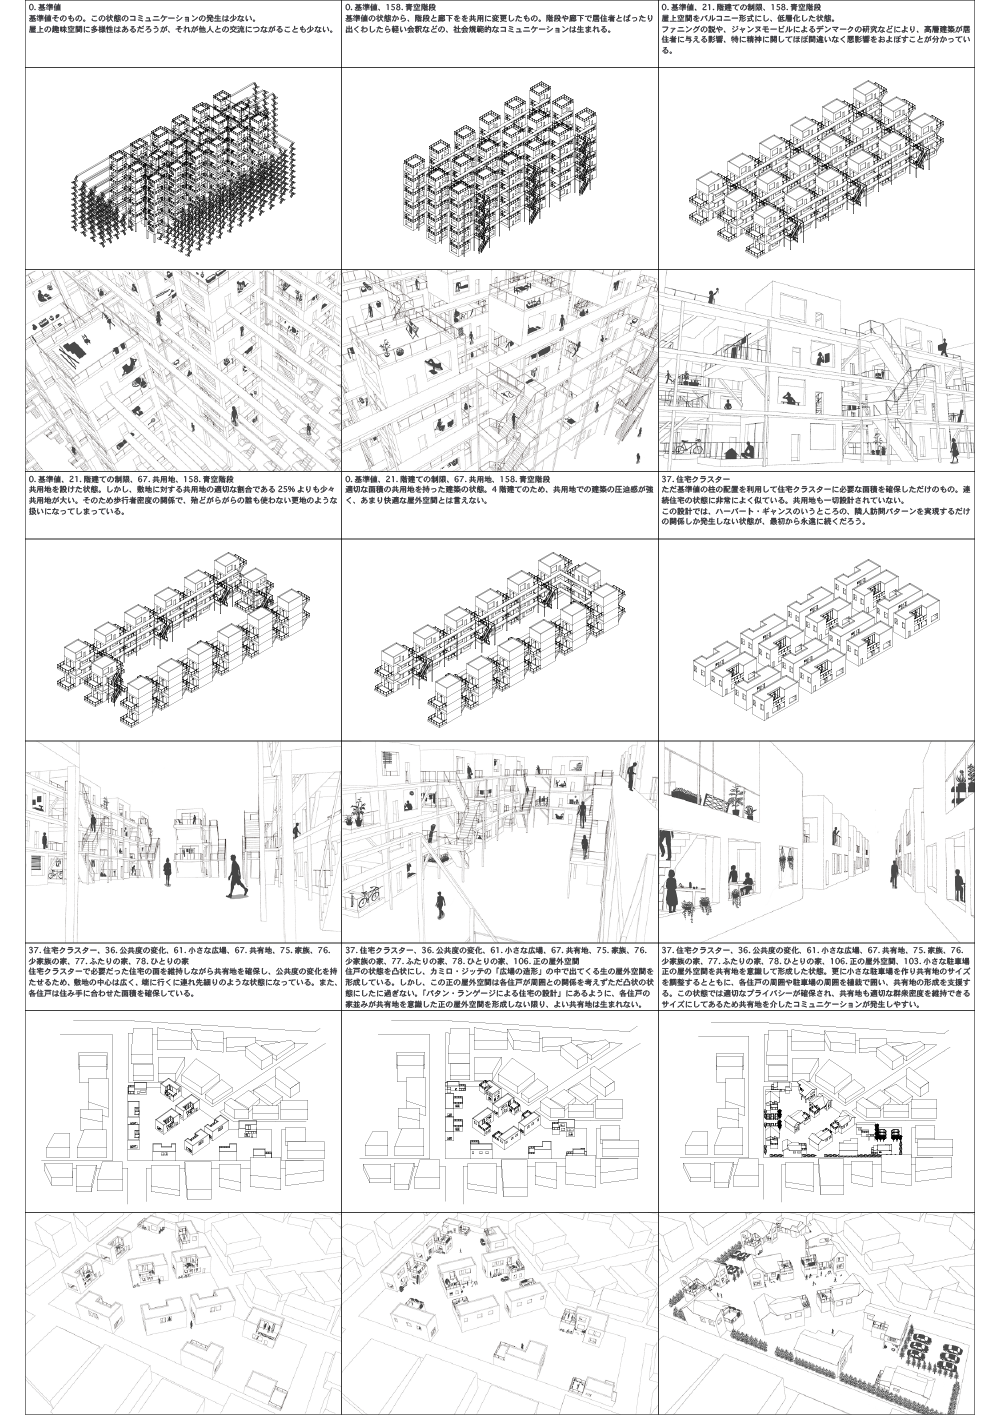 0. 基準値
基準値そのもの。この状態のコミュニケーションの発生は少ない。
屋上の趣味空間に多様性はあるだろうが、それが他人との交流につながることも少ない。
0. 基準値、158. 青空階段
基準値の状態から、階段と廊下をを共用に変更したもの。階段や廊下で居住者とばったり
出くわしたら軽い会釈などの、社会規範的なコミュニケーションは生まれる。
0. 基準値、21. 階建ての制限、158. 青空階段
屋上空間をバルコニー形式にし、低層化した状態。
ファニングの説や、ジャンヌモービルによるデンマークの研究などにより、高層建築が居
住者に与える影響、特に精神に関してほぼ間違いなく悪影響をおよぼすことが分かってい
る。
0. 基準値、21. 階建ての制限、67. 共用地、158. 青空階段
共用地を設けた状態。しかし、敷地に対する共用地の適切な割合である 25% よりも少々
共用地が大い。そのため歩行者密度の関係で、殆どがらがらの誰も使わない更地のような
扱いになってしまっている。
0. 基準値、21. 階建ての制限、67. 共用地、158. 青空階段
適切な面積の共用地を持った建築の状態。4 階建てのため、共用地での建築の圧迫感が強
く、あまり快適な屋外空間とは言えない。
37. 住宅クラスター
ただ基準値の柱の配置を利用して住宅クラスターに必要な面積を確保しただけのもの。連
続住宅の状態に非常によく似ている。共用地も一切設計されていない。
この設計では、ハーバート・ギャンスのいうところの、隣人訪問パターンを実現するだけ
の関係しか発生しない状態が、最初から永遠に続くだろう。
37. 住宅クラスター、36. 公共度の変化、61. 小さな広場、67. 共有地、75. 家族、76.
少家族の家、77. ふたりの家、78. ひとりの家
住宅クラスターで必要だった住宅の面を維持しながら共有地を確保し、公共度の変化を持
たせるため、敷地の中心は広く、端に行くに連れ先細りのような状態になっている。また、
各住戸は住み手に合わせた面積を確保している。
37. 住宅クラスター、36. 公共度の変化、61. 小さな広場、67. 共有地、75. 家族、76.
少家族の家、77. ふたりの家、78. ひとりの家、106. 正の屋外空間
住戸の状態を凸状にし、カミロ・ジッテの「広場の造形」の中で出てくる生の屋外空間を
形成している。しかし、この正の屋外空間は各住戸が周囲との関係を考えずただ凸状の状
態にしたに過ぎない。「パタン・ランゲージによる住宅の設計」にあるように、各住戸の
家並みが共有地を意識した正の屋外空間を形成しない限り、よい共有地は生まれない。
37. 住宅クラスター、36. 公共度の変化、61. 小さな広場、67. 共有地、75. 家族、76.
少家族の家、77. ふたりの家、78. ひとりの家、106. 正の屋外空間、103. 小さな駐車場
正の屋外空間を共有地を意識して形成した状態。更に小さな駐車場を作り共有地のサイズ
を調整するとともに、各住戸の周囲や駐車場の周囲を植栽で囲い、共有地の形成を支援す
る。この状態では適切なプライバシーが確保され、共有地も適切な群衆密度を維持できる
サイズにしてあるため共有地を介したコミュニケーションが発生しやすい。